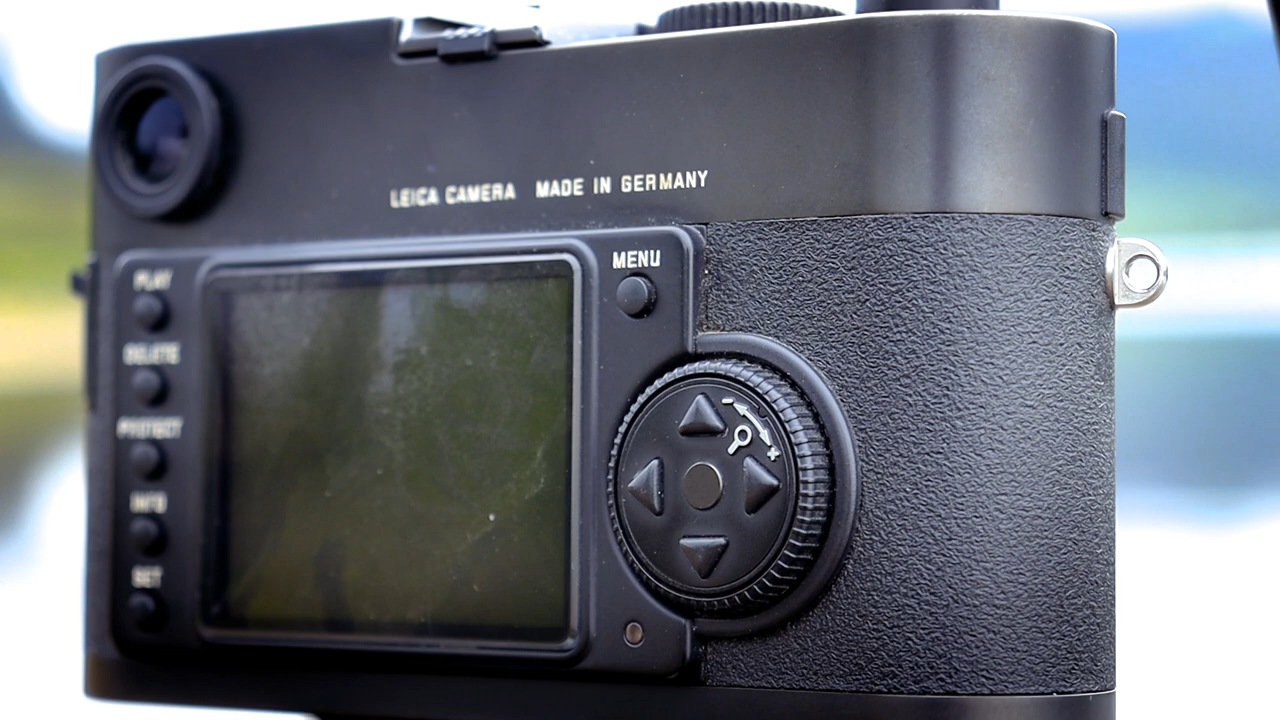 LEICA CAMERA MADE IN GERMANY
MENU
PLAY
DELETE
PROTECT
INFO
SET
- +